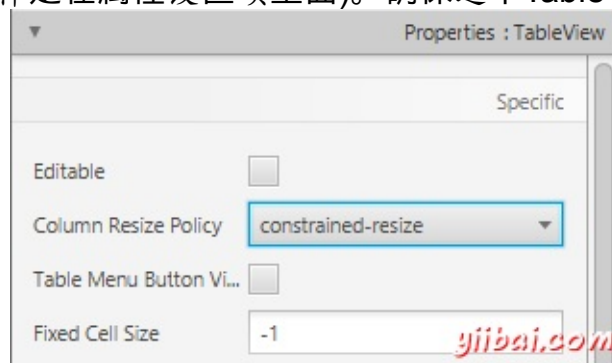 Properties : TableView
Specific
Editable
Column Resize Policy
constrained-resize
Table Menu Button Vi...
Fixed Cell Size
-1
yiibai.com